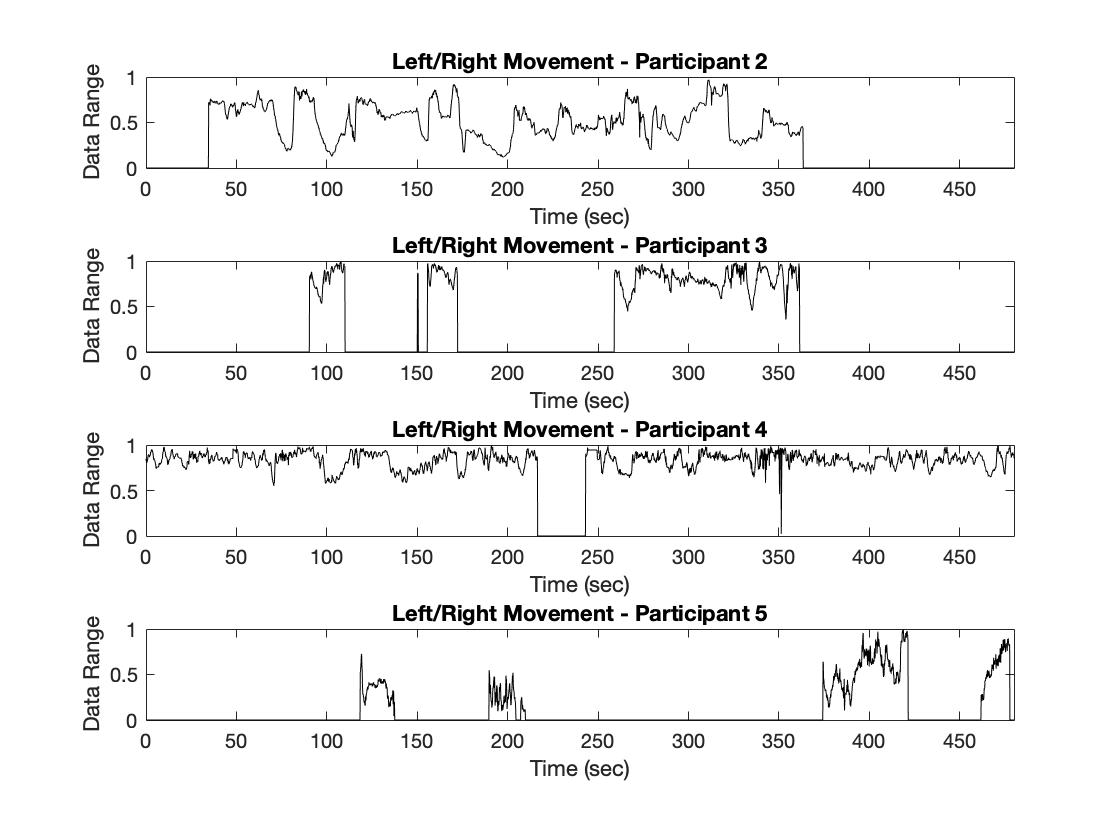 Left/Right Movement - Participant 2
Data Range
1
0.5
0
0 50 100 150 200 250 300 350 400 450
Time (sec)
Left/Right Movement - Participant 3
Data Range
1
0.5
0
0 50 100 150 200 250 300 350 400 450
Time (sec)
Left/Right Movement - Participant 4
Data Range
1
0.5
0
0 50 100 150 200 250 300 350 400 450
Time (sec)
Left/Right Movement - Participant 5
Data Range
1
0.5
0
0 50 100 150 200 250 300 350 400 450
Time (sec)